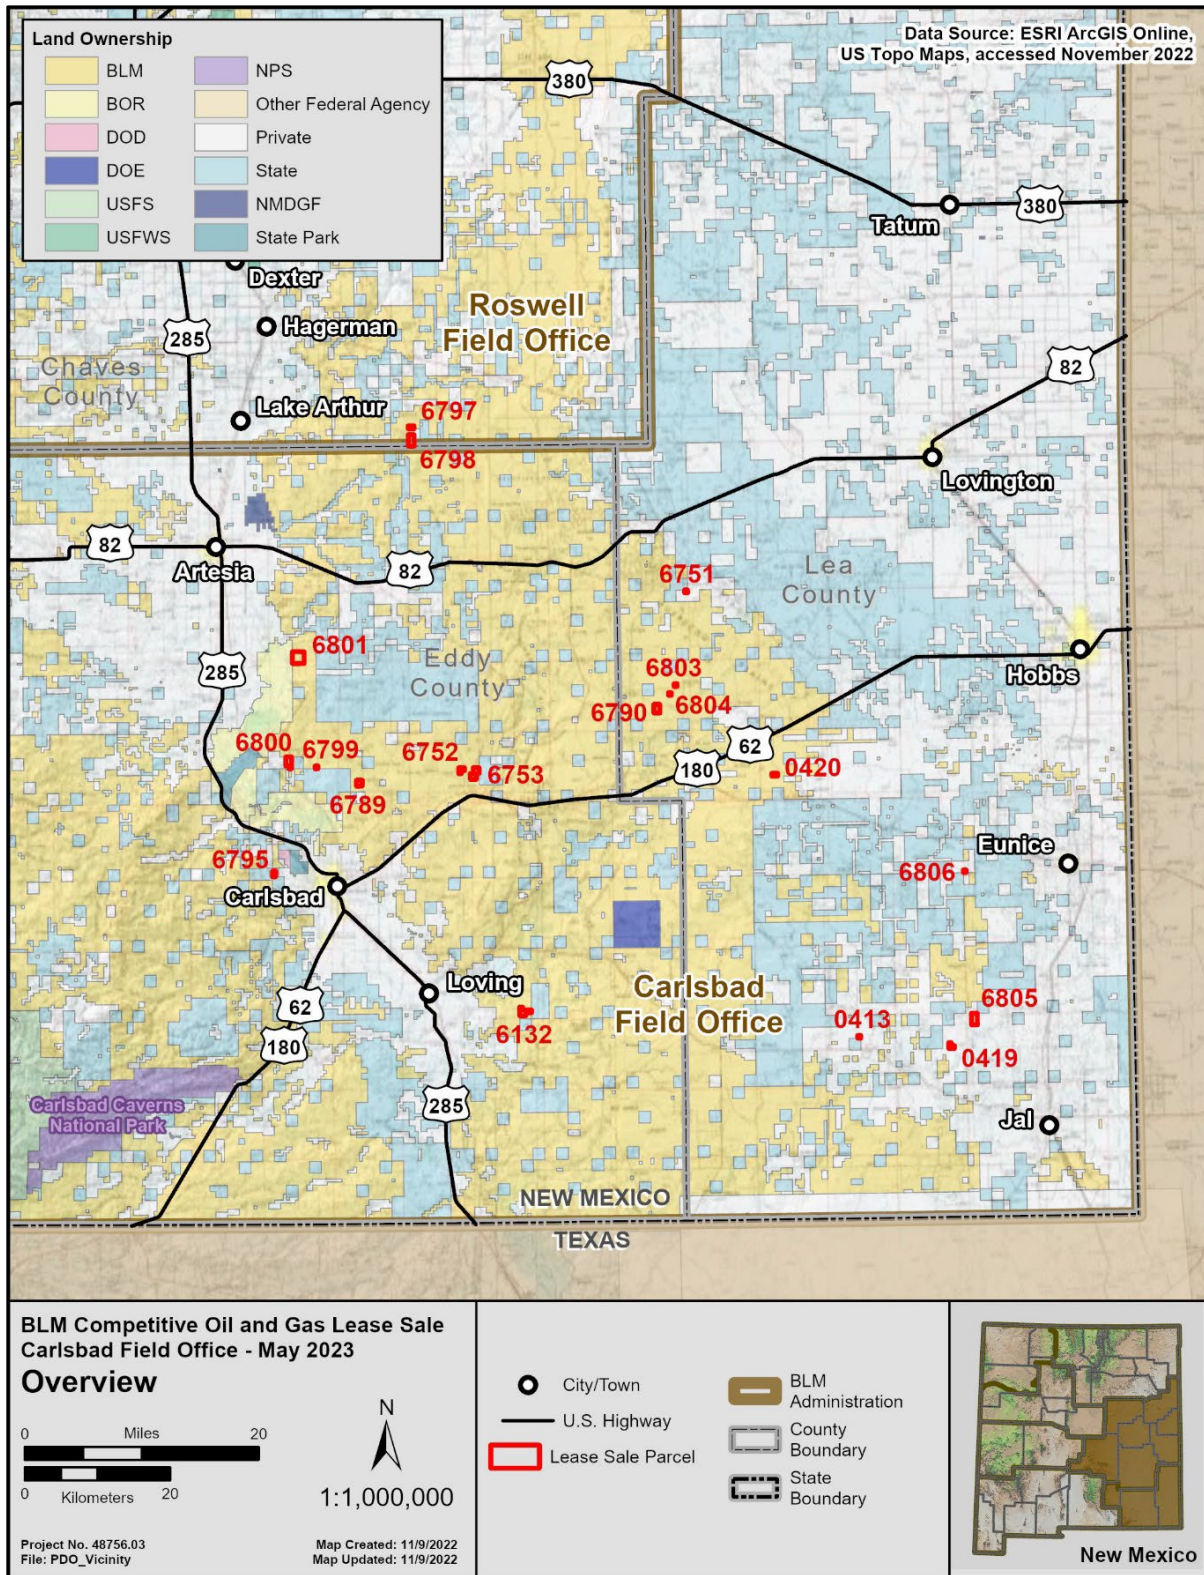 Land Ownership
BLM
BOR
DOD
DOE
USFS
USFWS
NPS
Other Federal Agency
Private
State
NMDGF
State Park
Data Source: ESRI ArcGIS Online,
US Topo Maps, accessed November 2022
380
Tatum
380
Dexter
Hagerman
285
Roswell
Field Office
Chaves
County
Lake Arthur
82
6797
6798
Lovington
82
Artesia
82
6751
Lea
County
6801
Eddy
County
285
6803
6804
6790
Hobbs
6800
6799
6752
6753
6789
62
180
0420
Eunice
6795
6806
Carlsbad
Loving
Carlsbad
Field Office
62
180
6132
0413
6805
0419
285
Carlsbad Caverns
National Park
Jal
NEW MEXICO
TEXAS
BLM Competitive Oil and Gas Lease Sale
Carlsbad Field Office - May 2023
Overview
0 Miles 20
0 Kilometers 20
N
1:1,000,000
Project No. 48756.03
File: PDO_Vicinity
Map Created: 11/9/2022
Map Updated: 11/9/2022
City/Town
U.S. Highway
Lease Sale Parcel
BLM
Administration
County
Boundary
State
Boundary
New Mexico